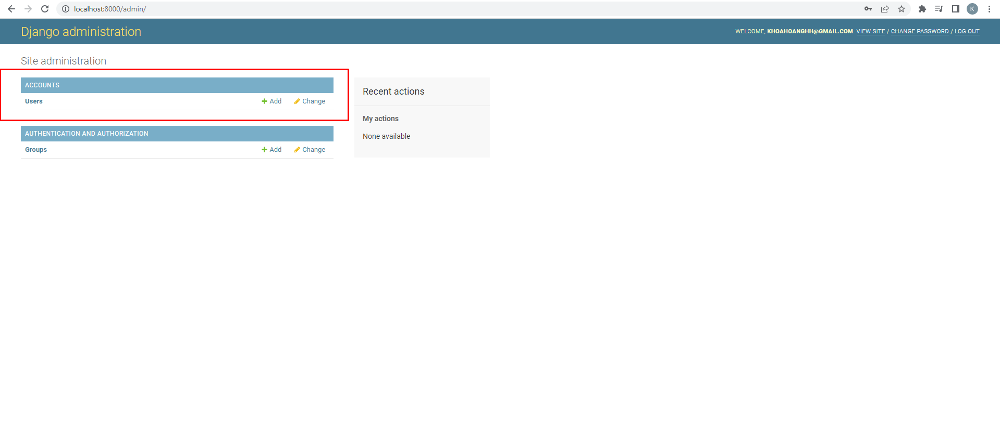 localhost:8000/admin/
K
Django administration
WELCOME, KHOAHOANGHH@GMAIL.COM. VIEW SITE / CHANGE PASSWORD / LOG OUT
Site administration
ACCOUNTS
Users Add Change
AUTHENTICATION AND AUTHORIZATION
Groups Add Change
Recent actions
My actions
None available